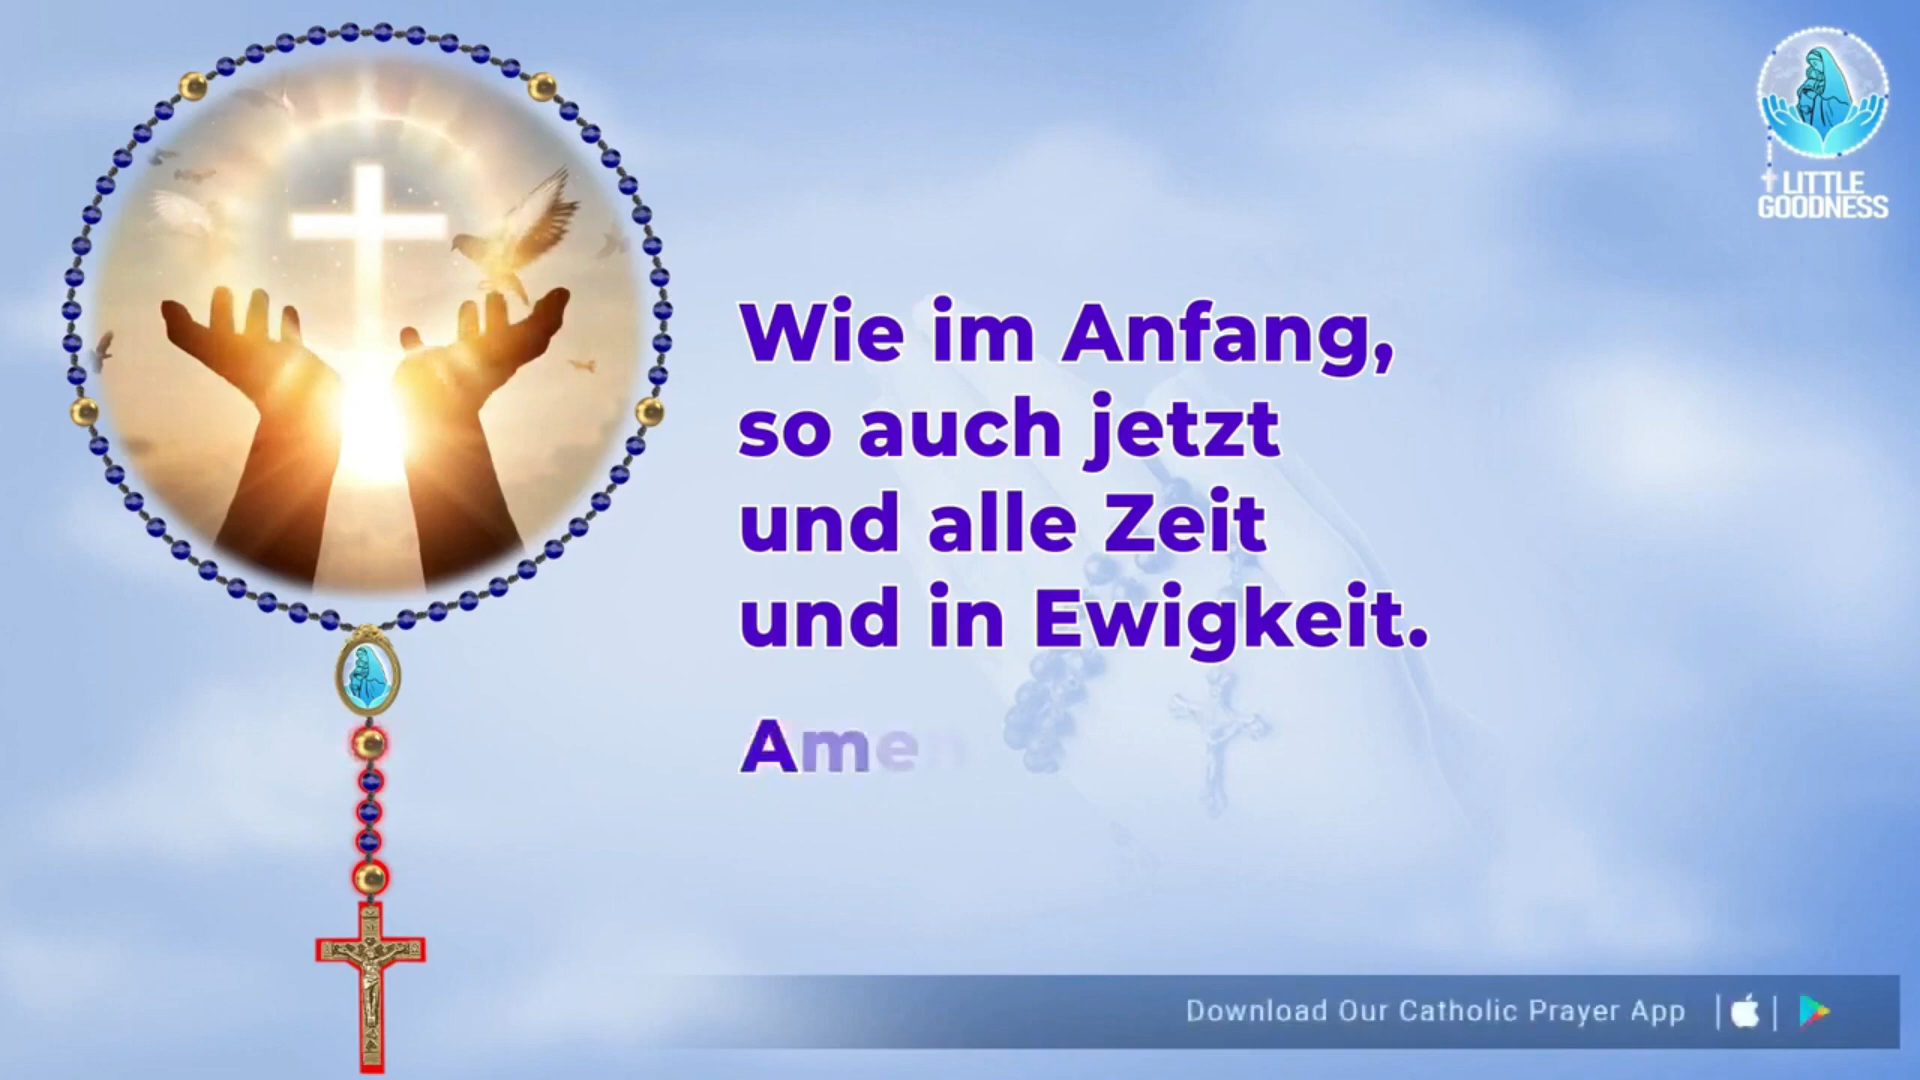 LITTLE
GOODNESS
Wie im Anfang,
so auch jetzt
und alle Zeit
und in Ewigkeit.
Amen
Download Our Catholic Prayer App